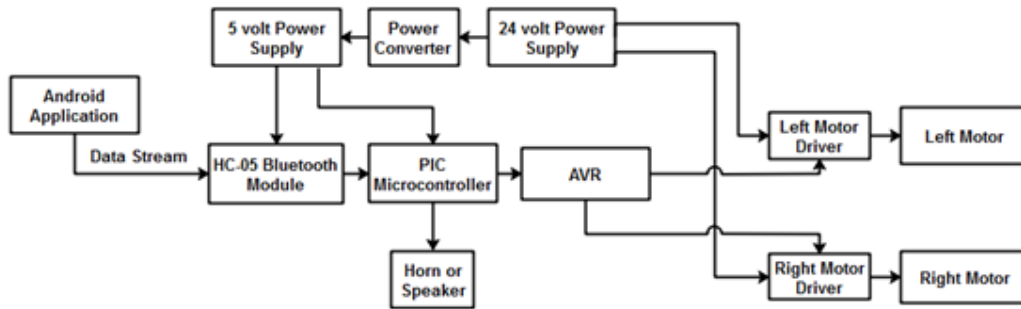 5 volt Power
Supply
Power
Converter
24 volt Power
Supply
Android
Application
Data Stream
HC-05 Bluetooth
Module
PIC
Microcontroller
AVR
Left Motor
Driver
Left Motor
Horn or
Speaker
Right Motor
Driver
Right Motor